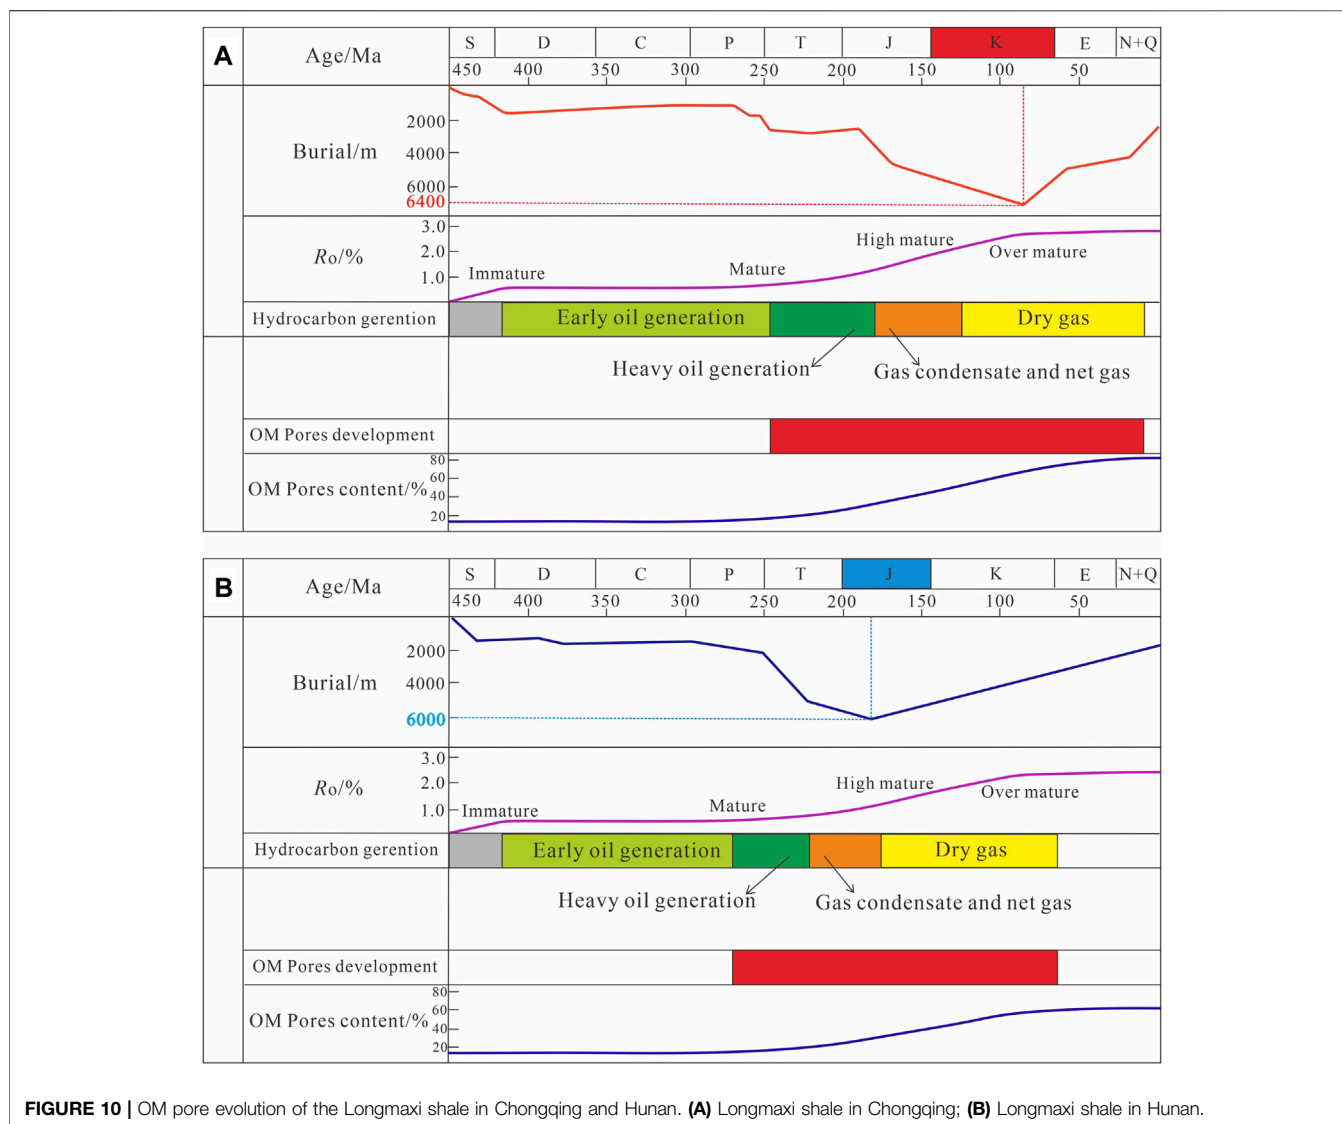 A
Age/Ma
S D C P T J K E N+Q
450 400 350 300 250 200 150 100 50
Burial/m
2000
4000
6000
6400
Ro/%
3.0
2.0
1.0
Immature
Mature
High mature
Over mature
Hydrocarbon gerention
Early oil generation
Dry gas
Heavy oil generation
Gas condensate and net gas
OM Pores development
OM Pores content/%
80
60
40
20
B
Age/Ma
S D C P T J K E N+Q
450 400 350 300 250 200 150 100 50
Burial/m
2000
4000
6000
Ro/%
3.0
2.0
1.0
Immature
Mature
High mature
Over mature
Hydrocarbon gerention
Early oil generation
Dry gas
Heavy oil generation
Gas condensate and net gas
OM Pores development
OM Pores content/%
80
60
40
20
FIGURE 10 | OM pore evolution of the Longmaxi shale in Chongqing and Hunan. (A) Longmaxi shale in Chongqing; (B) Longmaxi shale in Hunan.